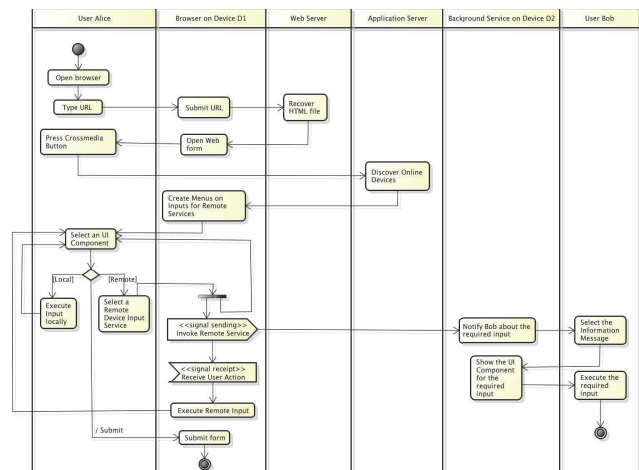 User Alice
Browser on Device D1
Web Server
Application Server
Background Service on Device D2
User Bob
Open browser
Type URL
Submit URL
Recover
HTML file
Press Crossmedia
Button
Open Web
form
Discover Online
Devices
Create Menus on
Inputs for Remote
Services
Select an UI
Component
[Local]
[Remote]
Execute
Input
locally
Select a
Remote
Device Input
Service
<<signal sending>>
Invoke Remote Service
Notify Bob about the
required input
Select the
Information
Message
<<signal receipt>>
Receive User Action
Show the UI
Component
for the
required
input
Execute the
required
input
Execute Remote Input
/ Submit
Submit form